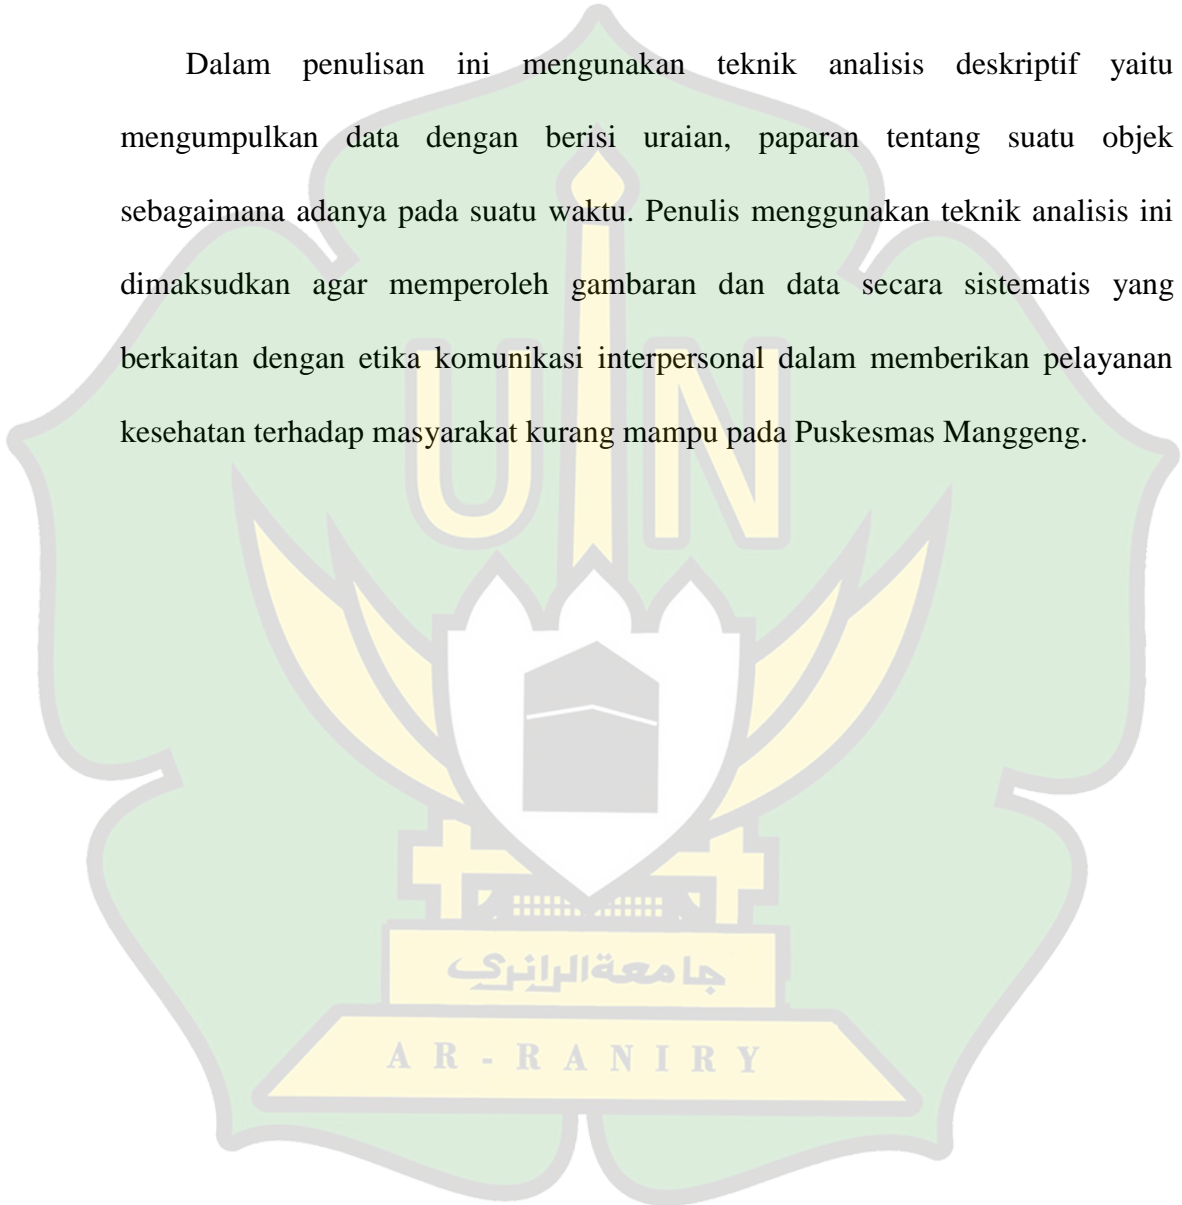 Dalam penulisan ini mengunakan teknik analisis deskriptif yaitu
mengumpulkan data dengan berisi uraian, paparan tentang suatu objek
sebagaimana adanya pada suatu waktu. Penulis menggunakan teknik analisis ini
dimaksudkan agar memperoleh gambaran dan data secara sistematis yang
berkaitan dengan etika komunikasi interpersonal dalam memberikan pelayanan
kesehatan terhadap masyarakat kurang mampu pada Puskesmas Manggeng.
UIN
جامعة الرانري
AR-RANIRY